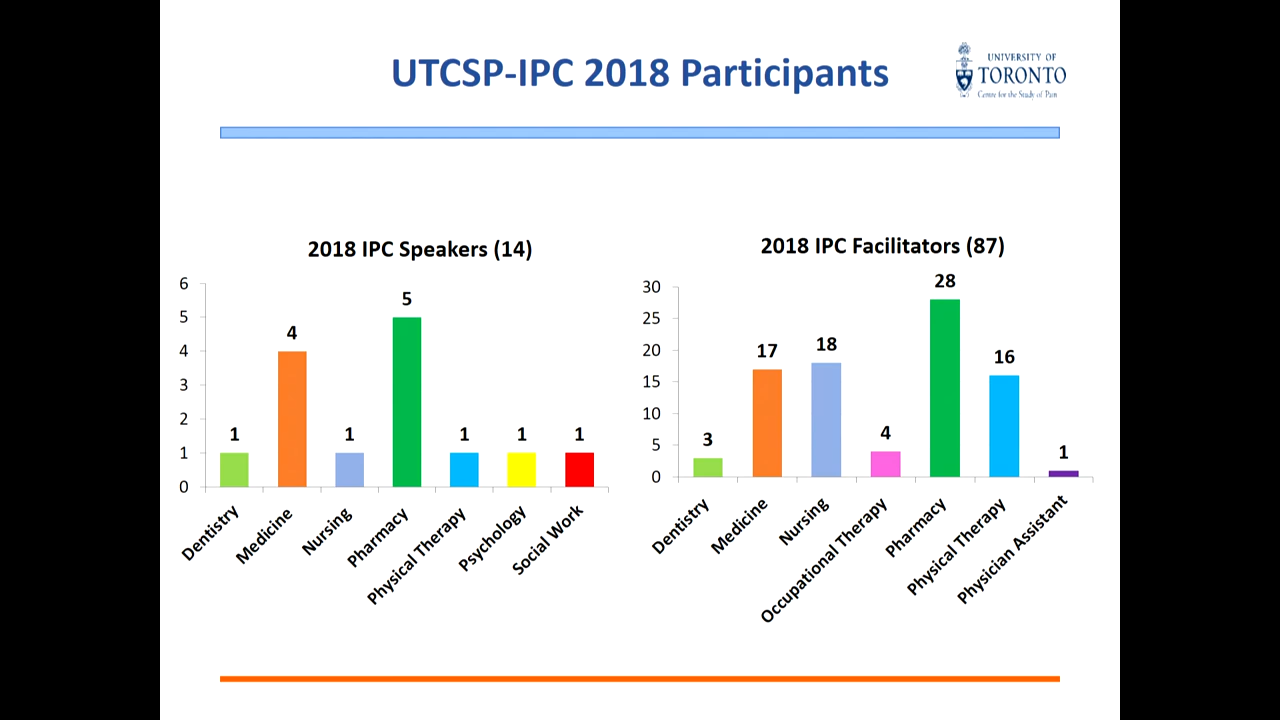 UTCSP-IPC 2018 Participants
UNIVERSITY OF
TORONTO
Centre for the Study of Pain
2018 IPC Speakers (14)
6
5
4
3
2
1
0
1
4
1
5
1
1
1
Dentistry
Medicine
Nursing
Pharmacy
Physical Therapy
Psychology
Social Work
2018 IPC Facilitators (87)
30
25
20
15
10
5
0
3
17
18
4
28
16
1
Dentistry
Medicine
Nursing
Occupational Therapy
Pharmacy
Physical Therapy
Physician Assistant